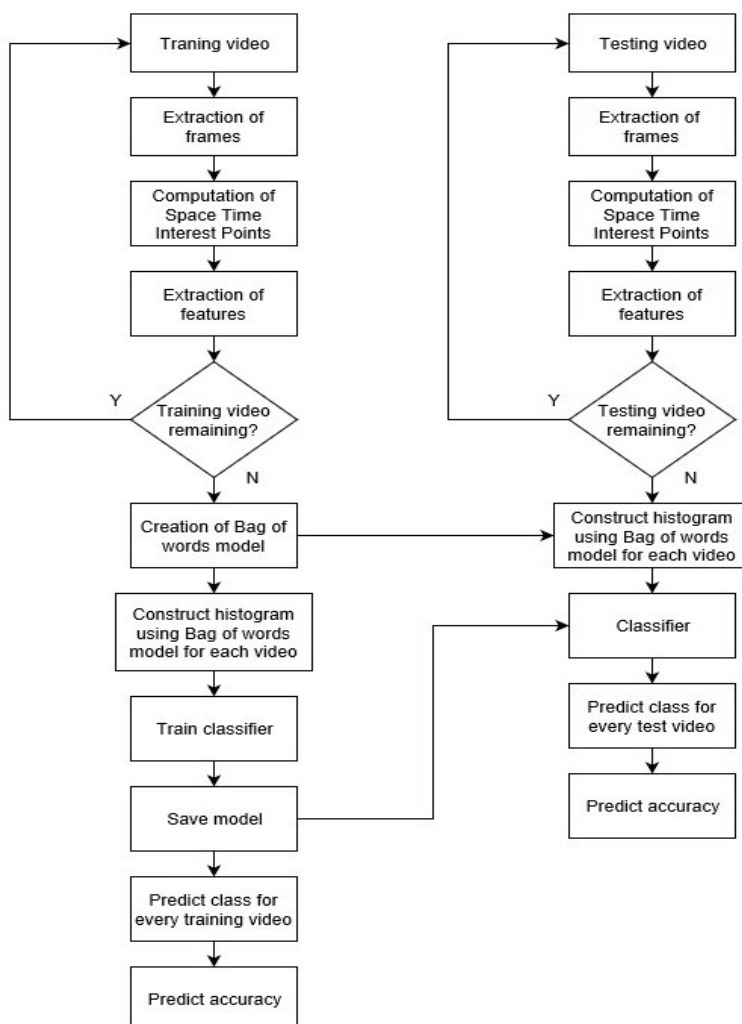 Traning video
Extraction of
frames
Computation of
Space Time
Interest Points
Extraction of
features
Y
Training video
remaining?
N
Creation of Bag of
words model
Construct histogram
using Bag of words
model for each video
Train classifier
Save model
Predict class for
every training video
Predict accuracy
Testing video
Extraction of
frames
Computation of
Space Time
Interest Points
Extraction of
features
Y
Testing video
remaining?
N
Construct histogram
using Bag of words
model for each video
Classifier
Predict class for
every test video
Predict accuracy